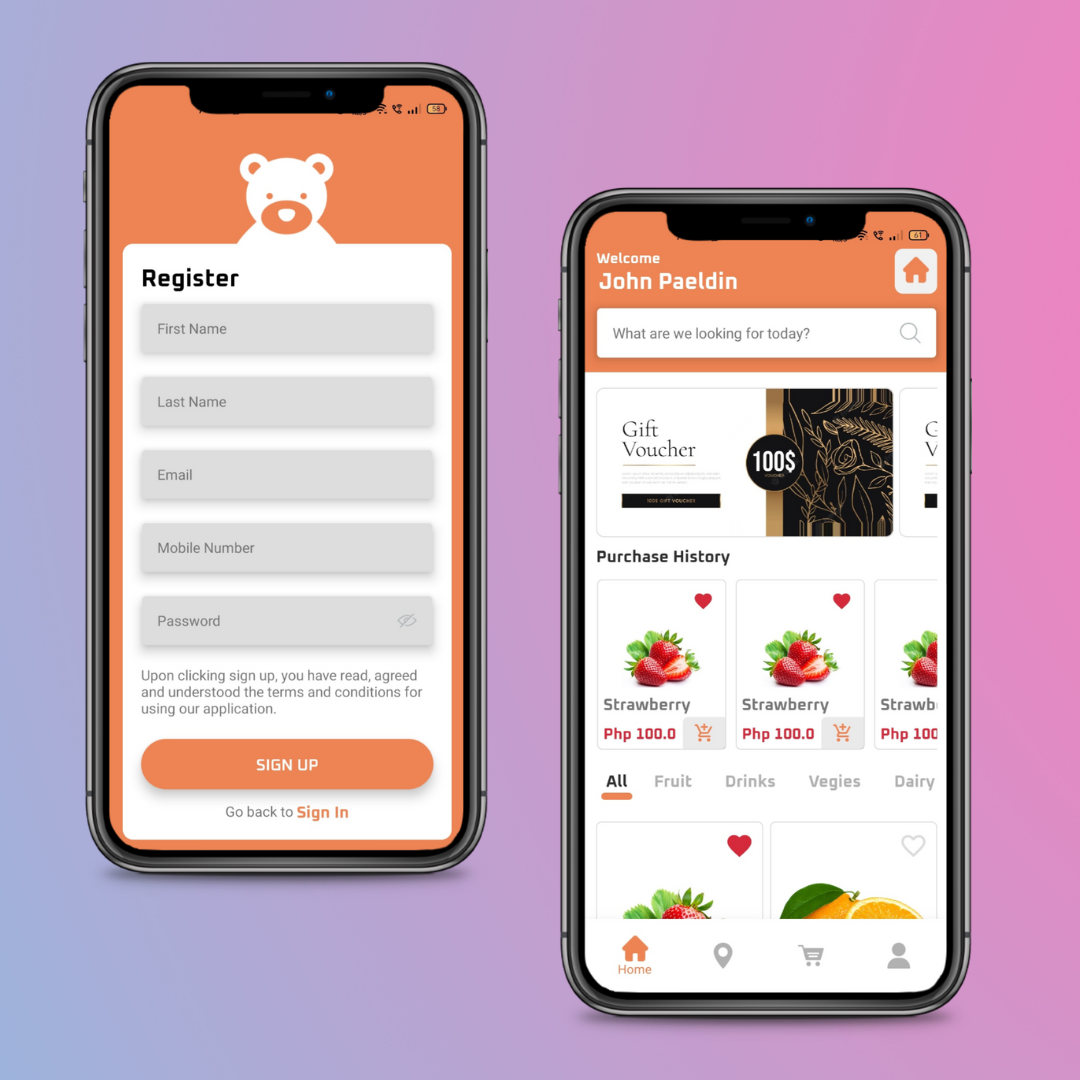 58
Register
First Name
Last Name
Email
Mobile Number
Password
Upon clicking sign up, you have read, agreed
and understood the terms and conditions for
using our application.
SIGN UP
Go back to Sign In
61
Welcome
John Paeldin
What are we looking for today?
Gift
Voucher
100$
VOUCHER
100$ GIFT VOUCHER
G
V
Purchase History
Strawberry
Php 100.0
Strawberry
Php 100.0
Strawb
Php 100
All Fruit Drinks Vegies Dairy
Home